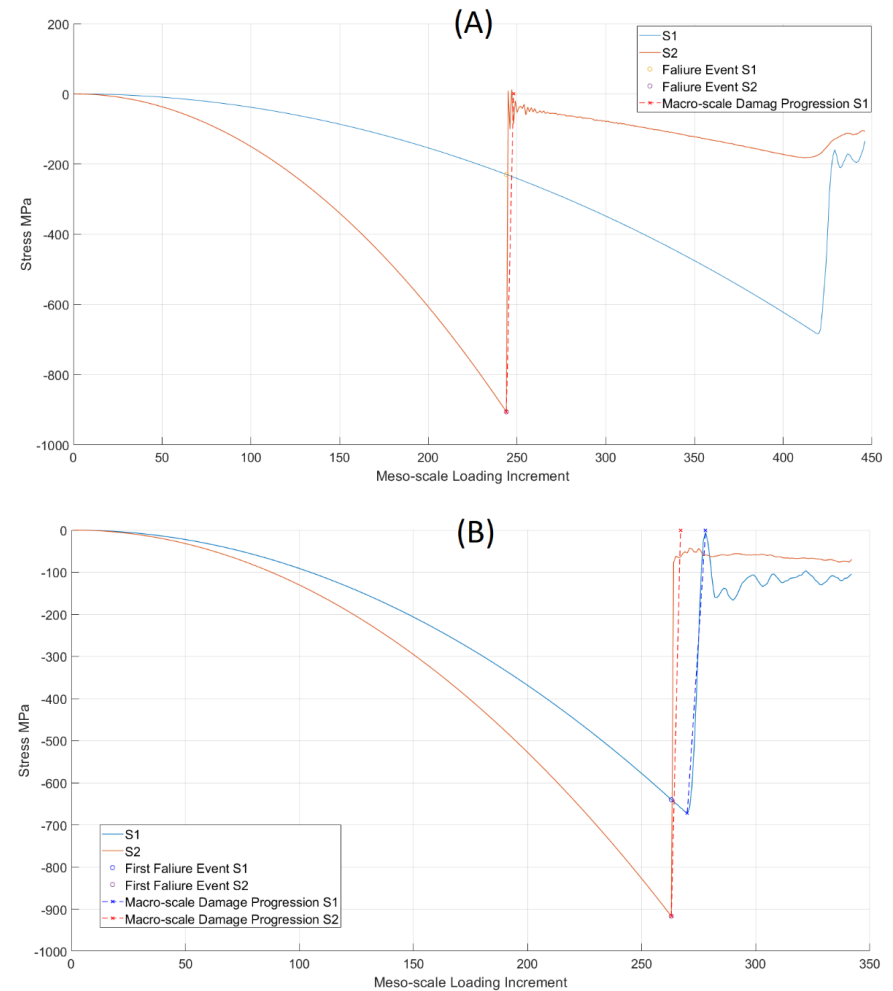 (A)
200
0
-200
-400
-600
-800
-1000
Stress MPa
S1
S2
Faliure Event S1
Faliure Event S2
Macro-scale Damag Progression S1
0 50 100 150 200 250 300 350 400 450
Meso-scale Loading Increment
(B)
0
-100
-200
-300
-400
-500
-600
-700
-800
-900
-1000
Stress MPa
S1
S2
First Faliure Event S1
First Faliure Event S2
Macro-scale Damage Progression S1
Macro-scale Damage Progression S2
0 50 100 150 200 250 300 350
Meso-scale Loading Increment